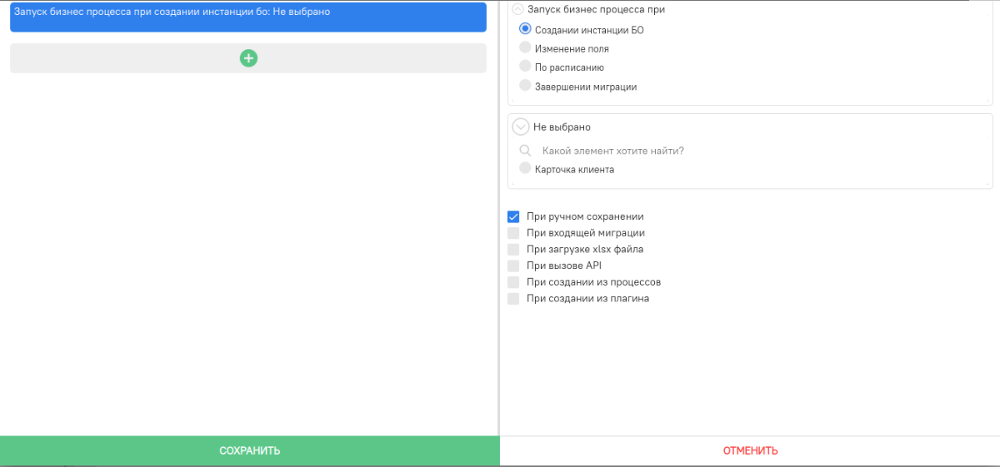 Запуск бизнес процесса при создании инстанции бо: Не выбрано
Запуск бизнес процесса при
Создании инстанции БО
Изменение поля
По расписанию
Завершении миграции
Не выбрано
Какой элемент хотите найти?
Карточка клиента
При ручном сохранении
При входящей миграции
При загрузке xlsx файла
При вызове API
При создании из процессов
При создании из плагина
СОХРАНИТЬ
ОТМЕНИТЬ